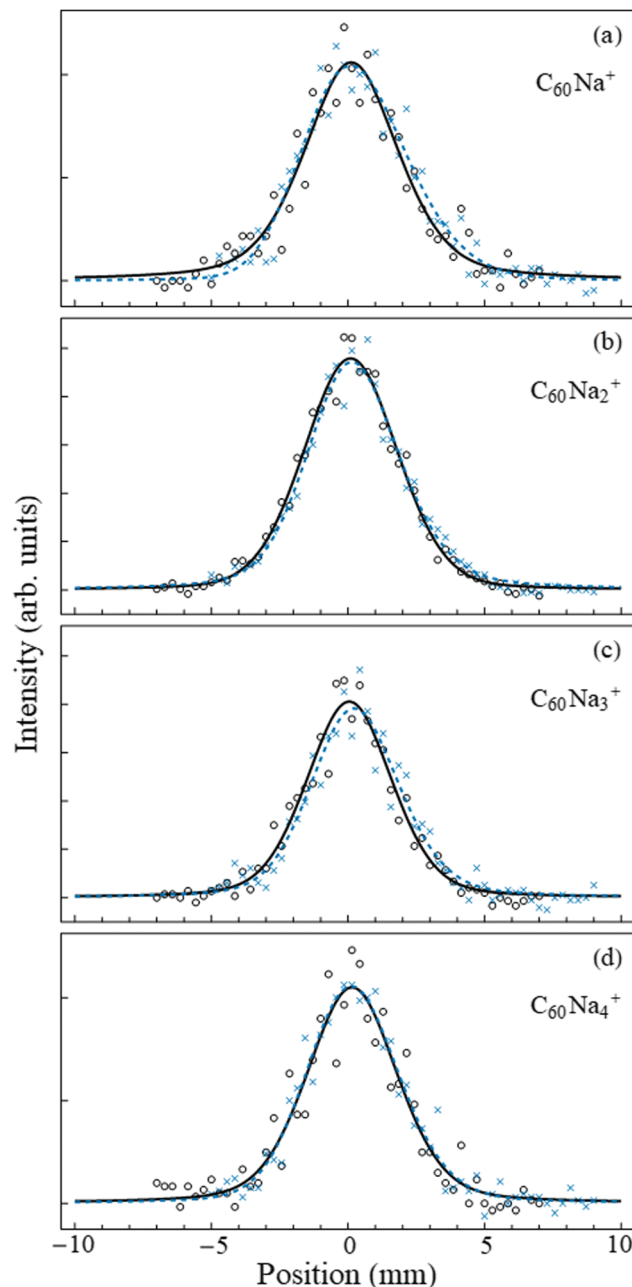 (a)
C₆₀Na⁺
(b)
C₆₀Na₂⁺
(c)
C₆₀Na₃⁺
(d)
C₆₀Na₄⁺
Intensity (arb. units)
−10 −5 0 5 10
Position (mm)